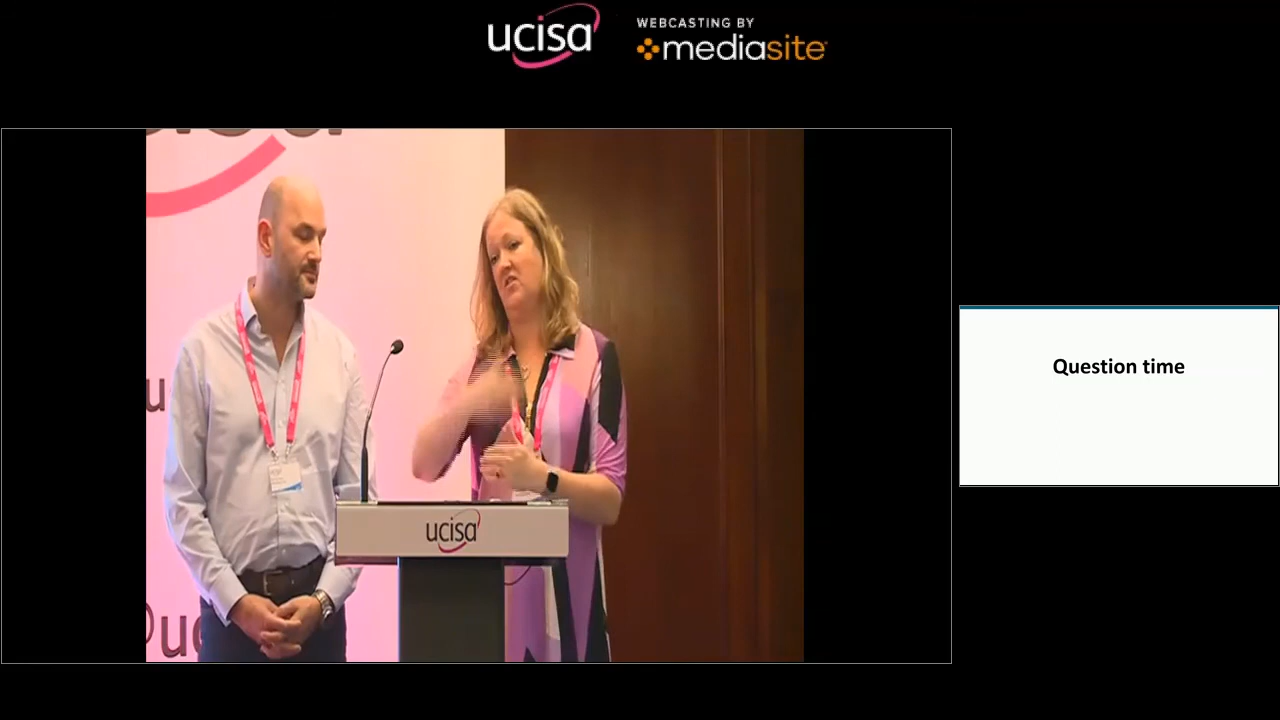 ucisa
WEBCASTING BY
mediasite
Question time
ucisa